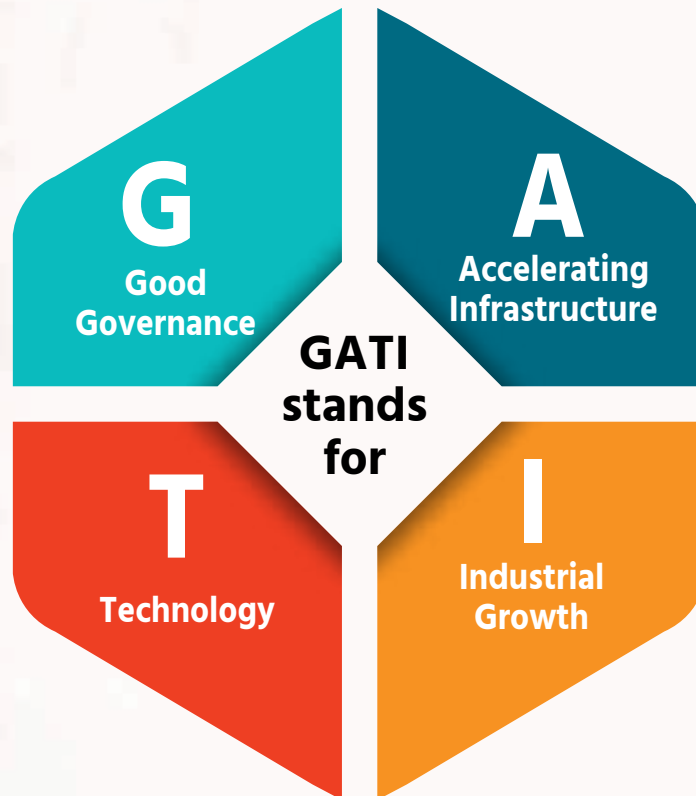 G
Good
Governance
A
Accelerating
Infrastructure
GATI
stands
for
T
Technology
I
Industrial
Growth